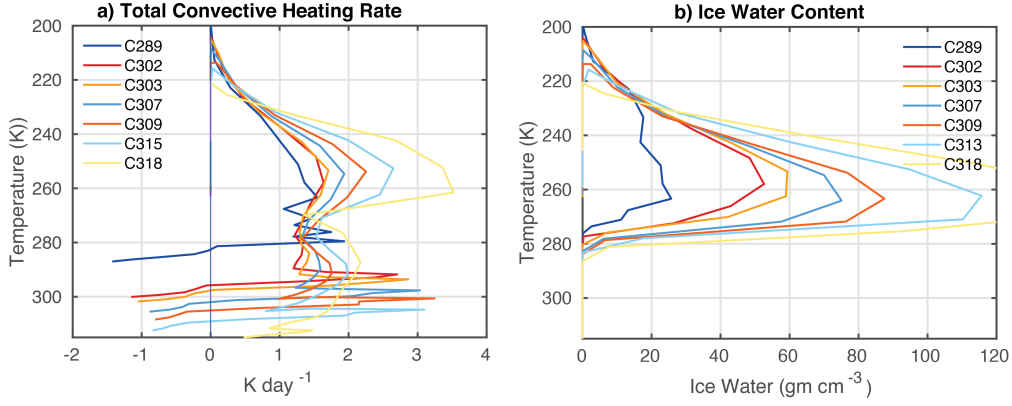 a) Total Convective Heating Rate
200
220
240
260
280
300
Temperature (K))
C289
C302
C303
C307
C309
C315
C318
-2 -1 0 1 2 3 4
K day -1
b) Ice Water Content
200
220
240
260
280
300
Temperature (K)
C289
C302
C303
C307
C309
C313
C318
0 20 40 60 80 100 120
Ice Water (gm cm -3 )